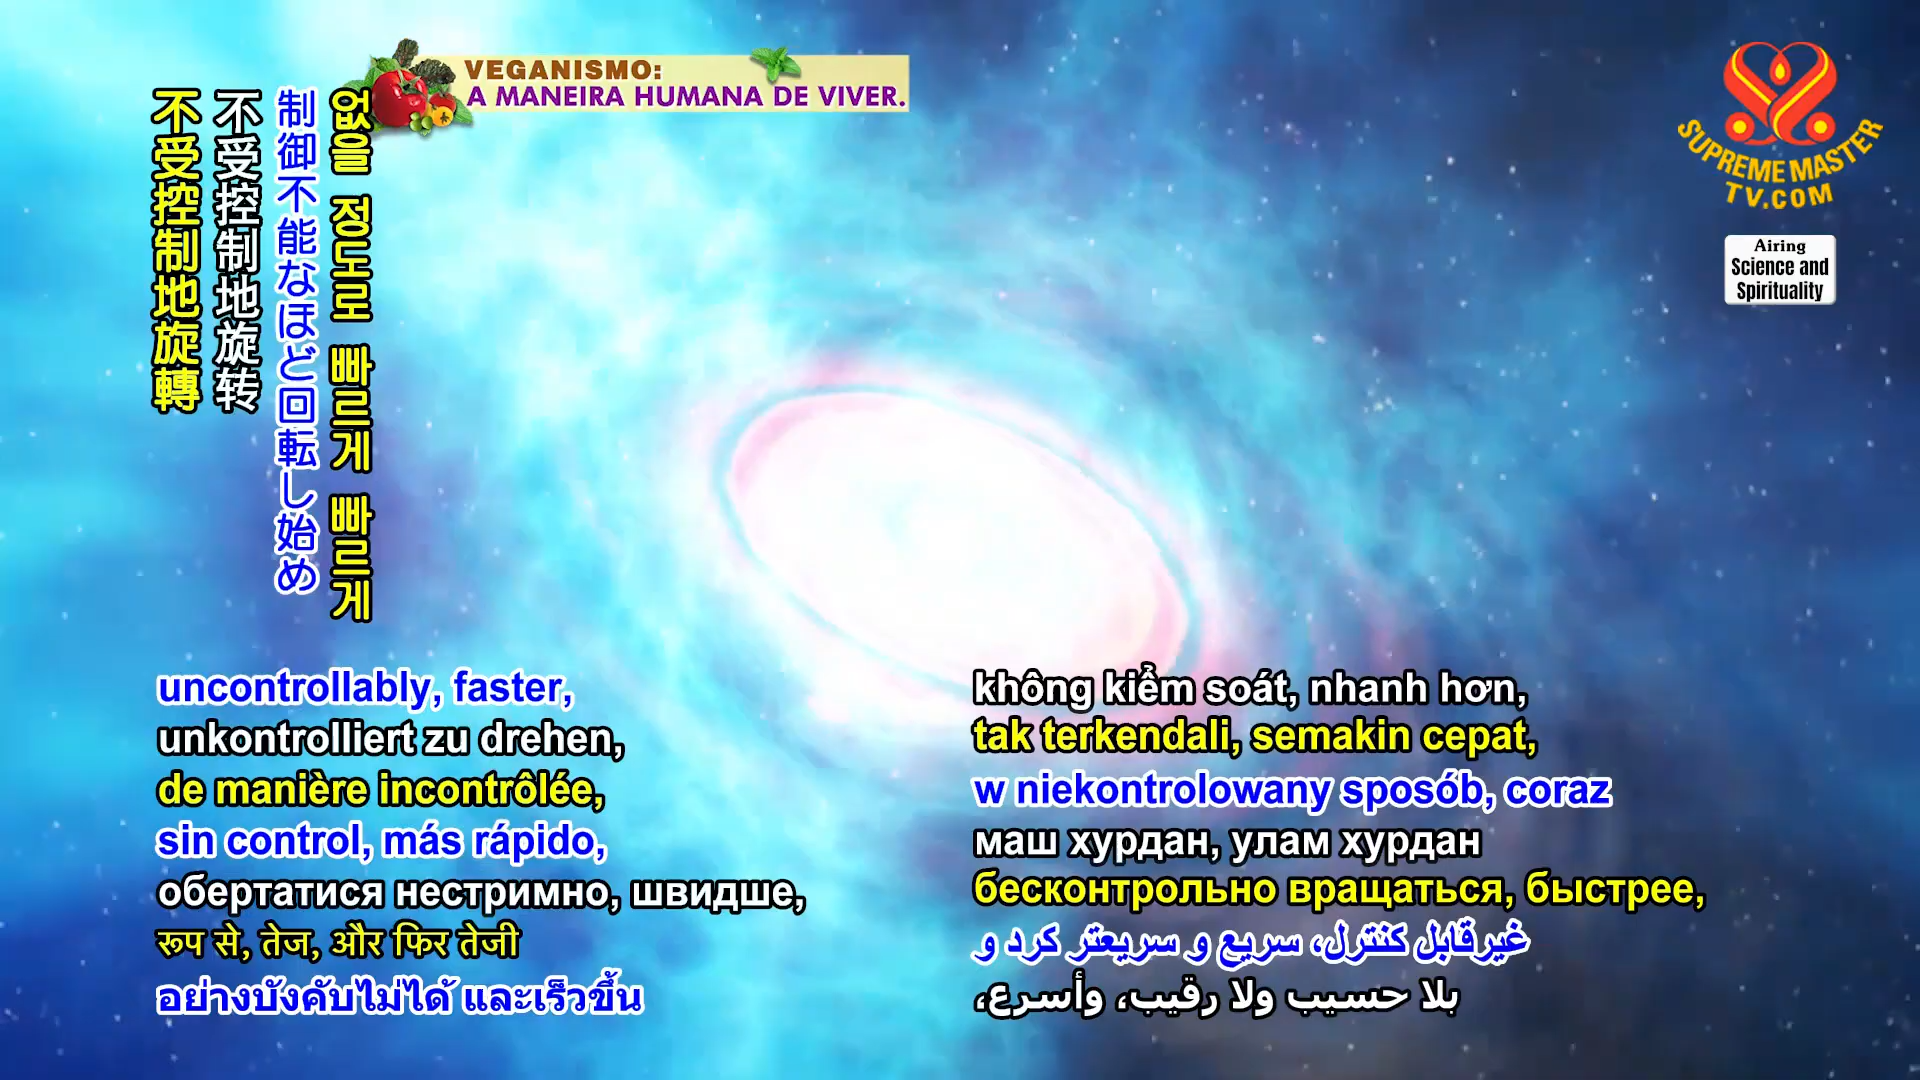 VEGANISMO:
A MANEIRA HUMANA DE VIVER.
SUPREME MASTER
TV.COM
Airing
Science and
Spirituality
없을 정도로 빠르게 빠르게
制御不能なほど回転し始め
不受控制地旋转
不受控制地旋轉
uncontrollably, faster,
unkontrolliert zu drehen,
de manière incontrôlée,
sin control, más rápido,
обертатися нестримно, швидше,
रूप से, तेज, और फिर तेजी
อย่างบังคับไม่ได้ และเร็วขึ้น
không kiểm soát, nhanh hơn,
tak terkendali, semakin cepat,
w niekontrolowany sposób, coraz
маш хурдан, улам хурдан
бесконтрольно вращаться, быстрее,
غیرقابل کنترل، سریع و سریعتر کرد و
بلا حسيب ولا رقيب، وأسرع،